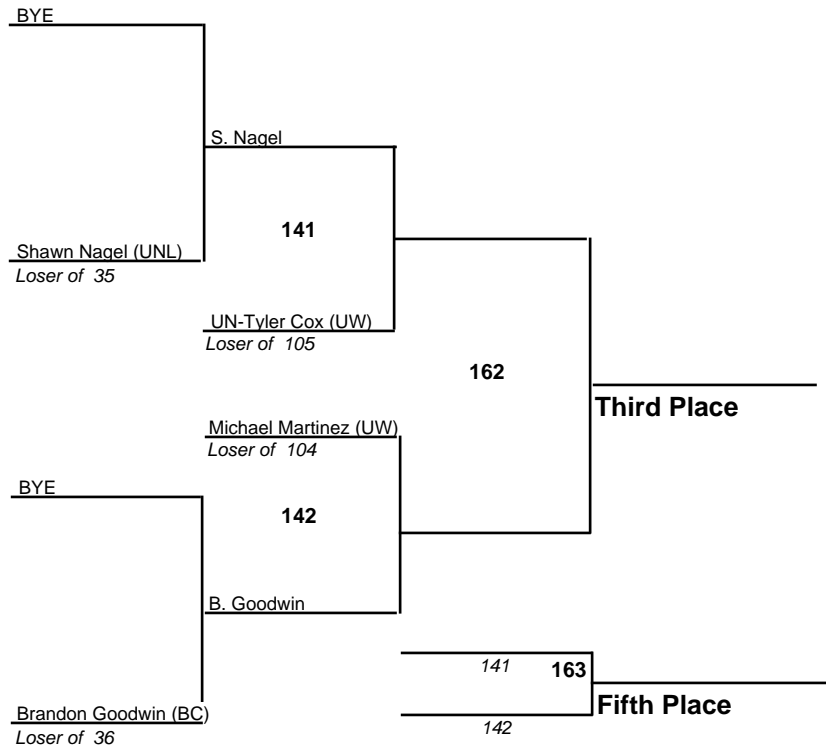 BYE
S. Nagel
141
Shawn Nagel (UNL)
Loser of 35
UN-Tyler Cox (UW)
Loser of 105
162
Third Place
Michael Martinez (UW)
Loser of 104
BYE
142
B. Goodwin
141
163
Fifth Place
Brandon Goodwin (BC)
142
Loser of 36